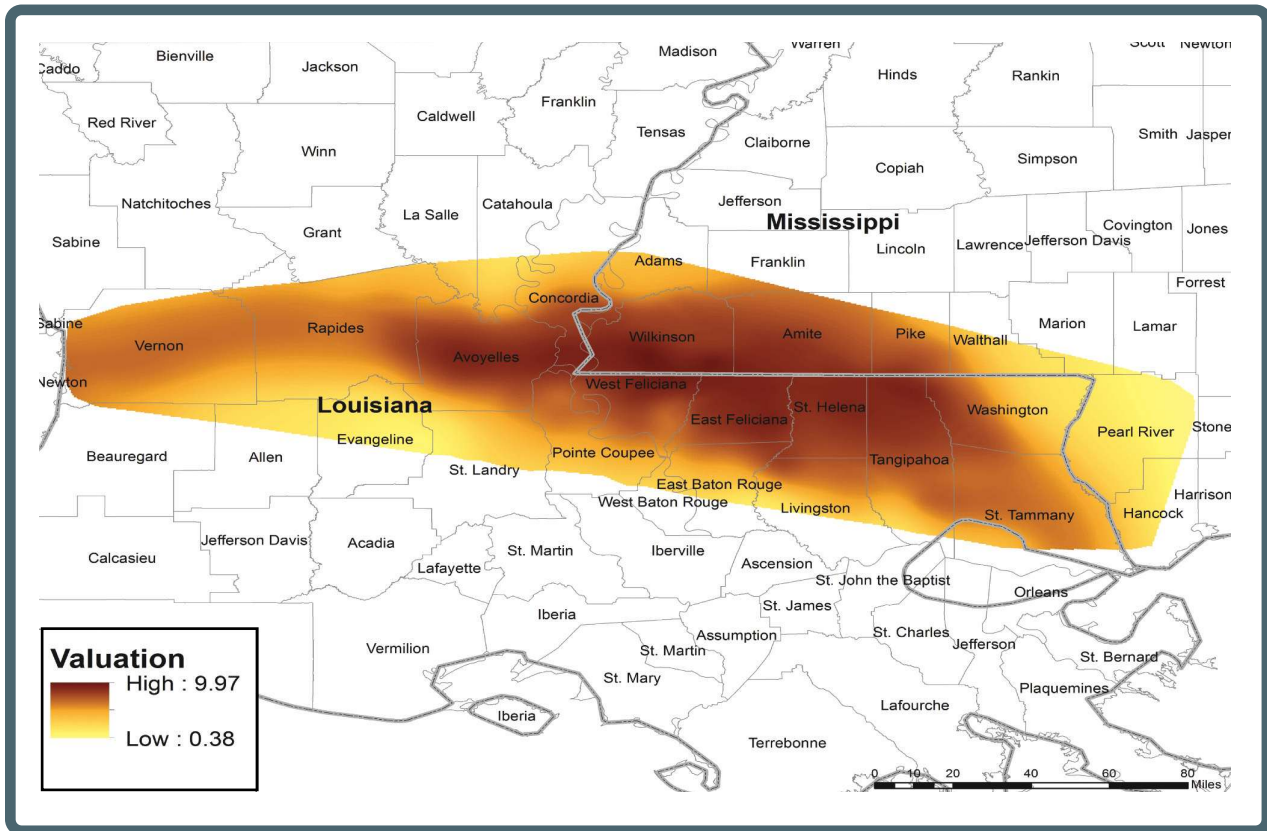 Madison
Warren
Scott
Newton
Bienville
Caddo
Jackson
Hinds
Rankin
Franklin
Caldwell
Red River
Tensas
Claiborne
Smith
Jasper
Winn
Simpson
Copiah
Natchitoches
La Salle
Catahoula
Jefferson
Mississippi
Grant
Covington
Jones
Sabine
Lincoln
Lawrence
Jefferson Davis
Adams
Franklin
Forrest
Concordia
Sabine
Rapides
Marion
Lamar
Vernon
Wilkinson
Amite
Pike
Walthall
Avoyelles
Newton
West Feliciana
Louisiana
St. Helena
Washington
East Feliciana
Stone
Pearl River
Evangeline
Beauregard
Allen
Pointe Coupee
Tangipahoa
St. Landry
East Baton Rouge
West Baton Rouge
Livingston
Harrison
Hancock
St. Tammany
Jefferson Davis
Acadia
St. Martin
Iberville
Calcasieu
Lafayette
Ascension
St. John the Baptist
Orleans
St. James
Iberia
Assumption
St. Charles
Jefferson
Vermilion
St. Martin
St. Bernard
St. Mary
Plaquemines
Lafourche
Iberia
Terrebonne
Valuation
High : 9.97
Low : 0.38
0 10 20 40 60 80
Miles